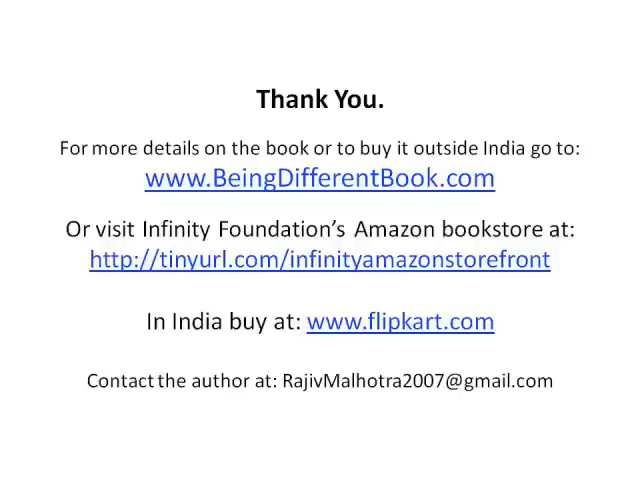 Thank You.
For more details on the book or to buy it outside India go to:
www.BeingDifferentBook.com
Or visit Infinity Foundation’s Amazon bookstore at:
http://tinyurl.com/infinityamazonstorefront
In India buy at: www.flipkart.com
Contact the author at: RajivMalhotra2007@gmail.com